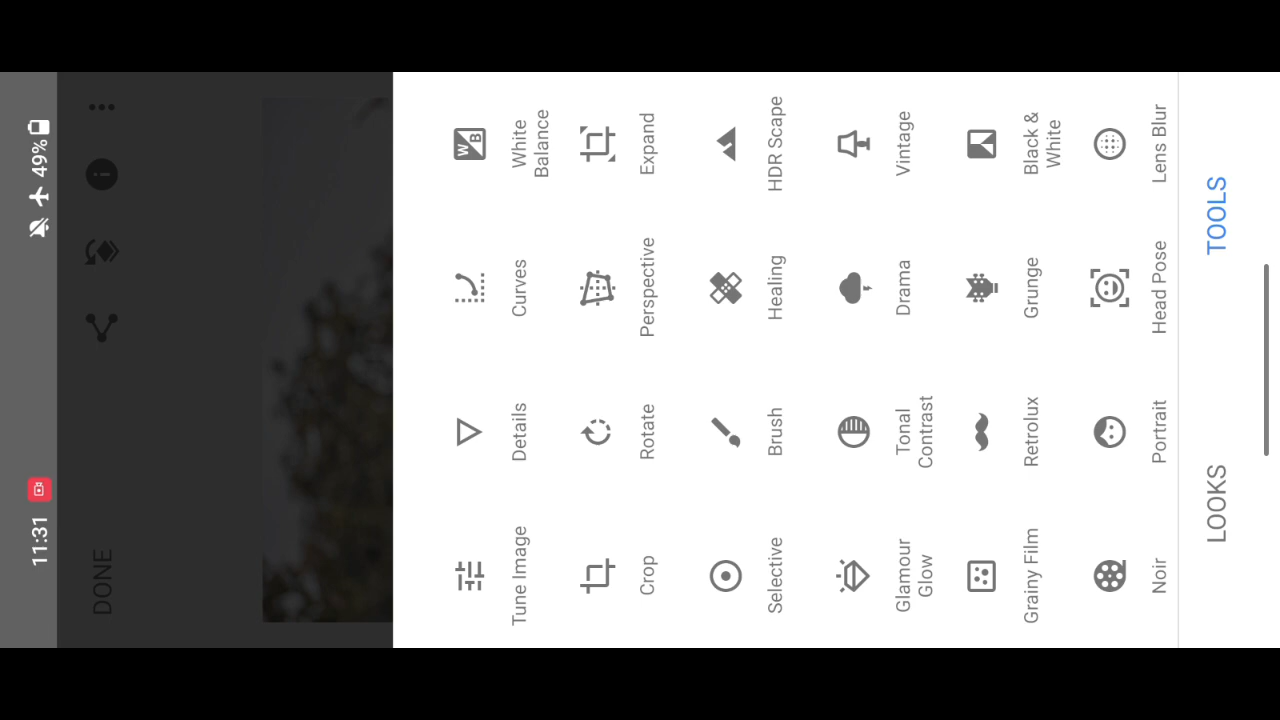 11:31
49%
DONE
Tune Image
Details
Curves
WB
White
Balance
Crop
Rotate
Perspective
Expand
Selective
Brush
Healing
HDR Scape
Glamour
Glow
Tonal
Contrast
Drama
Vintage
Grainy Film
Retrolux
Grunge
Black &
White
Noir
Portrait
Head Pose
Lens Blur
LOOKS
TOOLS